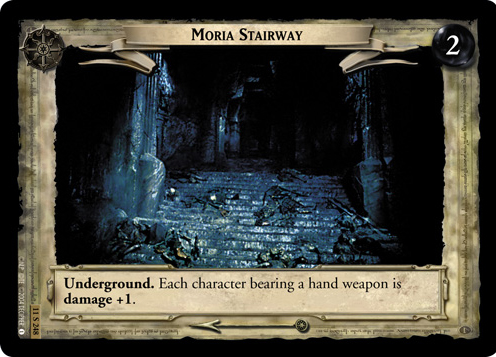 Moria Stairway
2
Underground. Each character bearing a hand weapon is
damage +1.
11 S 248